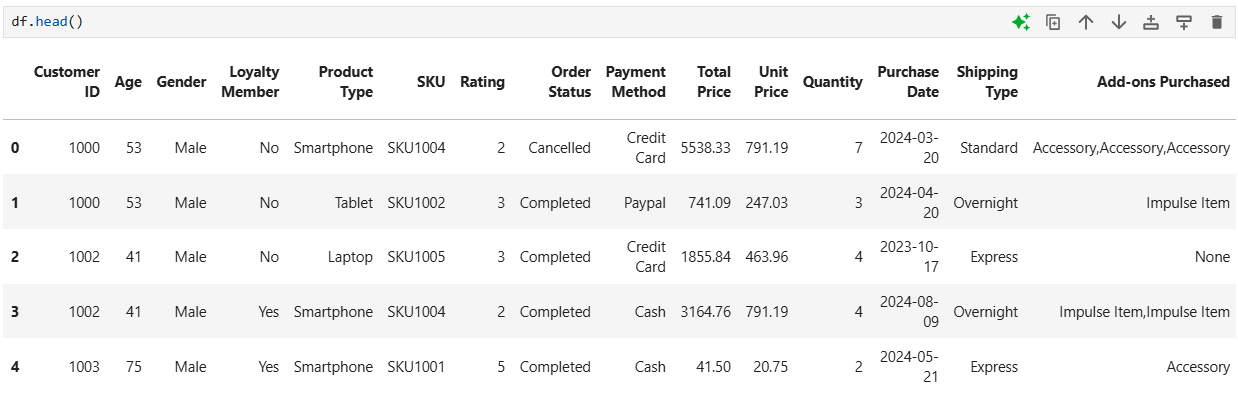 df.head()
Customer ID Age Gender Loyalty Member Product Type SKU Rating Order Status Payment Method Total Price Unit Price Quantity Purchase Date Shipping Type Add-ons Purchased
0 1000 53 Male No Smartphone SKU1004 2 Cancelled Credit Card 5538.33 791.19 7 2024-03-20 Standard Accessory,Accessory,Accessory
1 1000 53 Male No Tablet SKU1002 3 Completed Paypal 741.09 247.03 3 2024-04-20 Overnight Impulse Item
2 1002 41 Male No Laptop SKU1005 3 Completed Credit Card 1855.84 463.96 4 2023-10-17 Express None
3 1002 41 Male Yes Smartphone SKU1004 2 Completed Cash 3164.76 791.19 4 2024-08-09 Overnight Impulse Item,Impulse Item
4 1003 75 Male Yes Smartphone SKU1001 5 Completed Cash 41.50 20.75 2 2024-05-21 Express Accessory